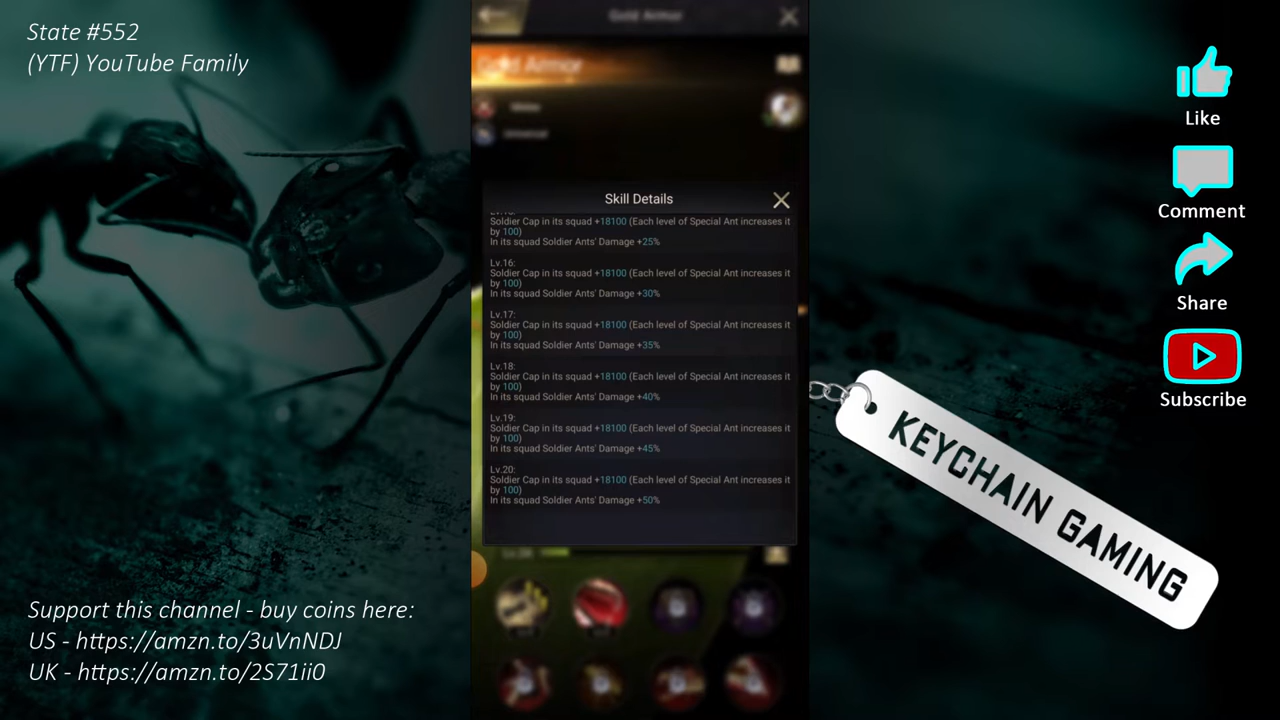 State #552
(YTF) YouTube Family
Gold Armor
Gold Armor
Universal
Skill Details
Soldier Cap in its squad +18100 (Each level of Special Ant increases it
by 100)
In its squad Soldier Ants' Damage +25%
Lv.16:
Soldier Cap in its squad +18100 (Each level of Special Ant increases it
by 100)
In its squad Soldier Ants' Damage +30%
Lv.17:
Soldier Cap in its squad +18100 (Each level of Special Ant increases it
by 100)
In its squad Soldier Ants' Damage +35%
Lv.18:
Soldier Cap in its squad +18100 (Each level of Special Ant increases it
by 100)
In its squad Soldier Ants' Damage +40%
Lv.19:
Soldier Cap in its squad +18100 (Each level of Special Ant increases it
by 100)
In its squad Soldier Ants' Damage +45%
Lv.20:
Soldier Cap in its squad +18100 (Each level of Special Ant increases it
by 100)
In its squad Soldier Ants' Damage +50%
Like
Comment
Share
Subscribe
KEYCHAIN GAMING
Support this channel - buy coins here:
US - https://amzn.to/3uVnNDJ
UK - https://amzn.to/2S71ii0